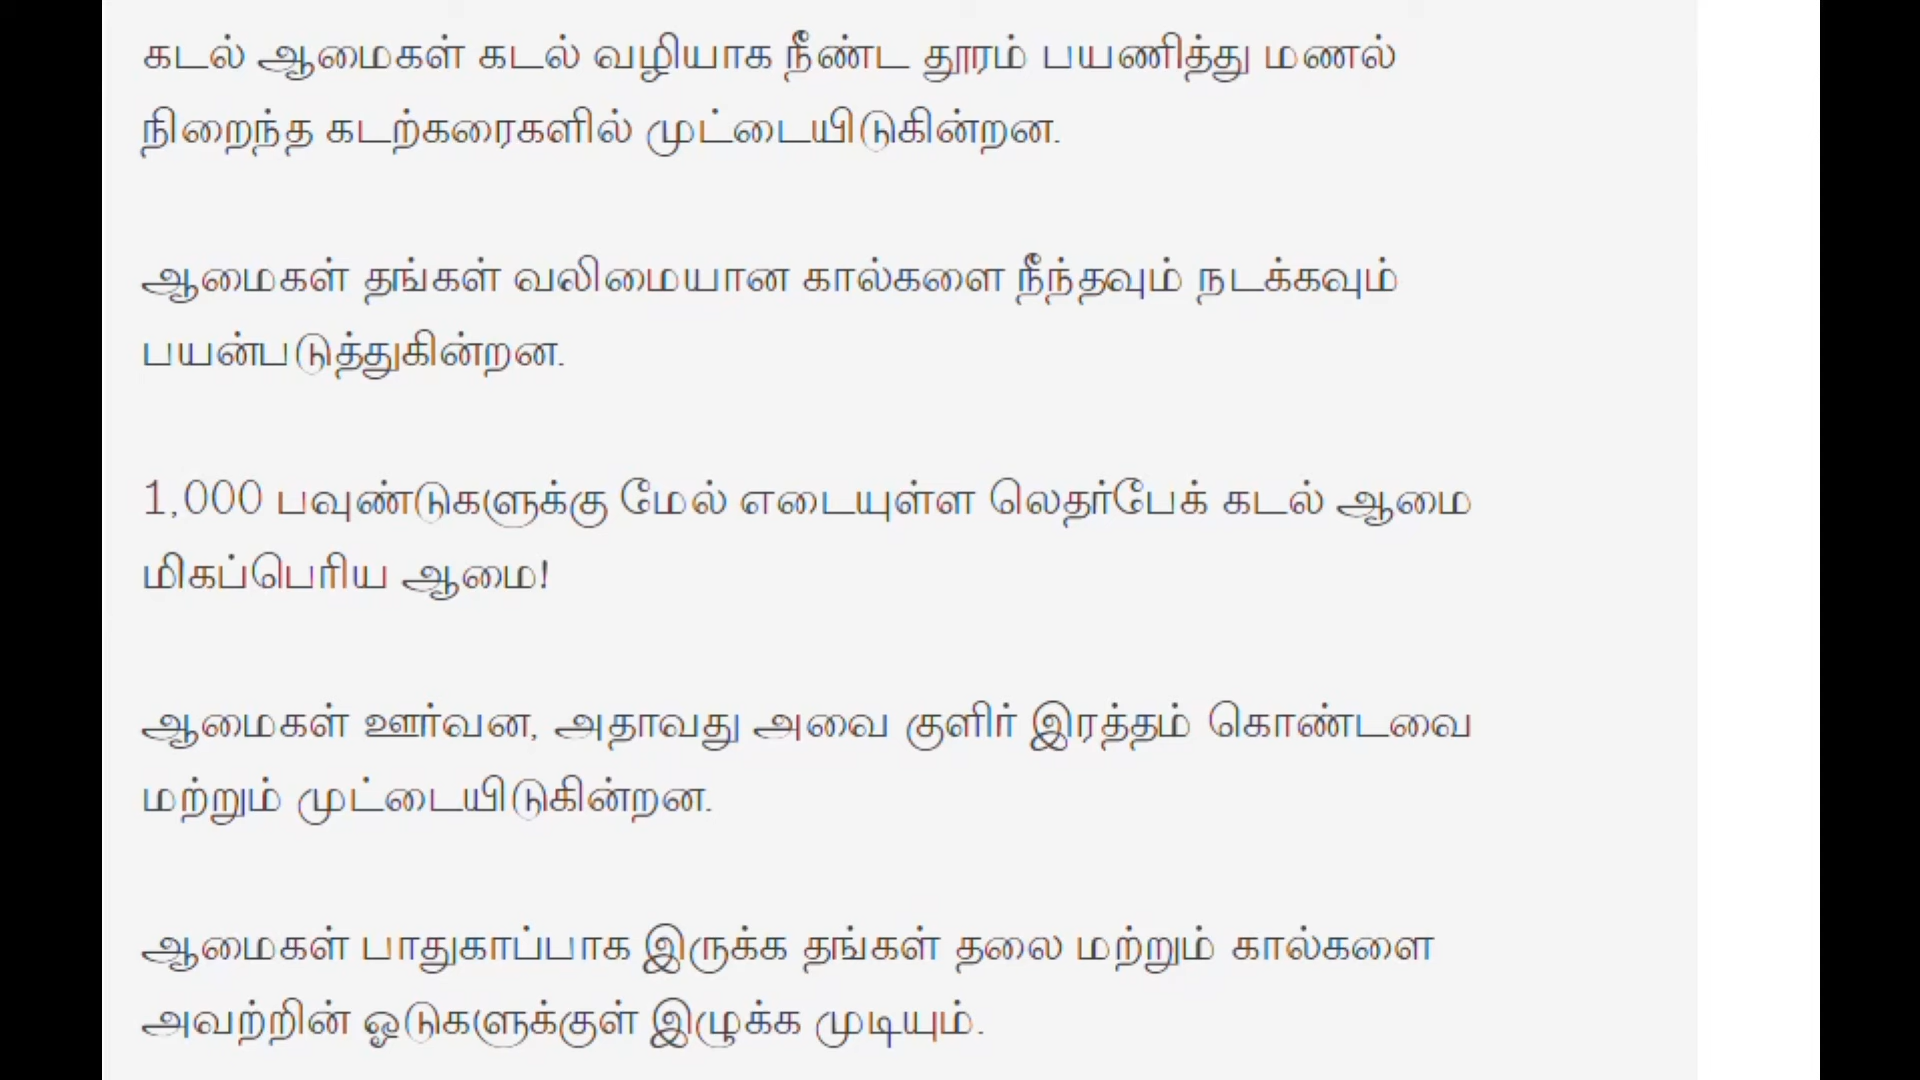 கடல் ஆமைகள் கடல் வழியாக நீண்ட தூரம் பயணித்து மணல்
நிறைந்த கடற்கரைகளில் முட்டையிடுகின்றன.
ஆமைகள் தங்கள் வலிமையான கால்களை நீந்தவும் நடக்கவும்
பயன்படுத்துகின்றன.
1,000 பவுண்டுகளுக்கு மேல் எடையுள்ள லெதர்பேக் கடல் ஆமை
மிகப்பெரிய ஆமை!
ஆமைகள் ஊர்வன, அதாவது அவை குளிர் இரத்தம் கொண்டவை
மற்றும் முட்டையிடுகின்றன.
ஆமைகள் பாதுகாப்பாக இருக்க தங்கள் தலை மற்றும் கால்களை
அவற்றின் ஓடுகளுக்குள் இழுக்க முடியும்.